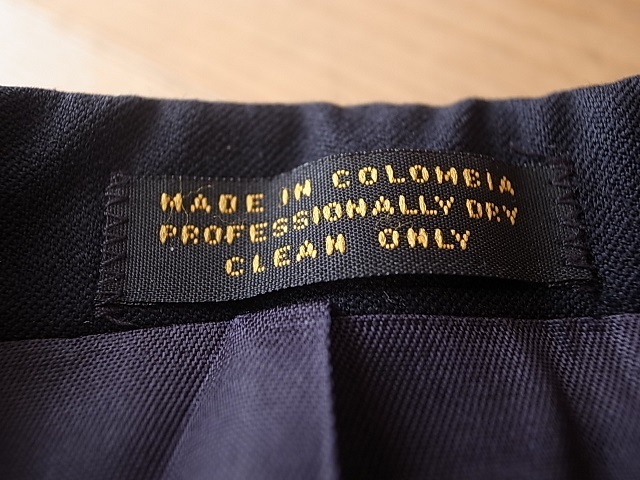 MADE IN COLOMBIA
PROFESSIONALLY DRY
CLEAN ONLY